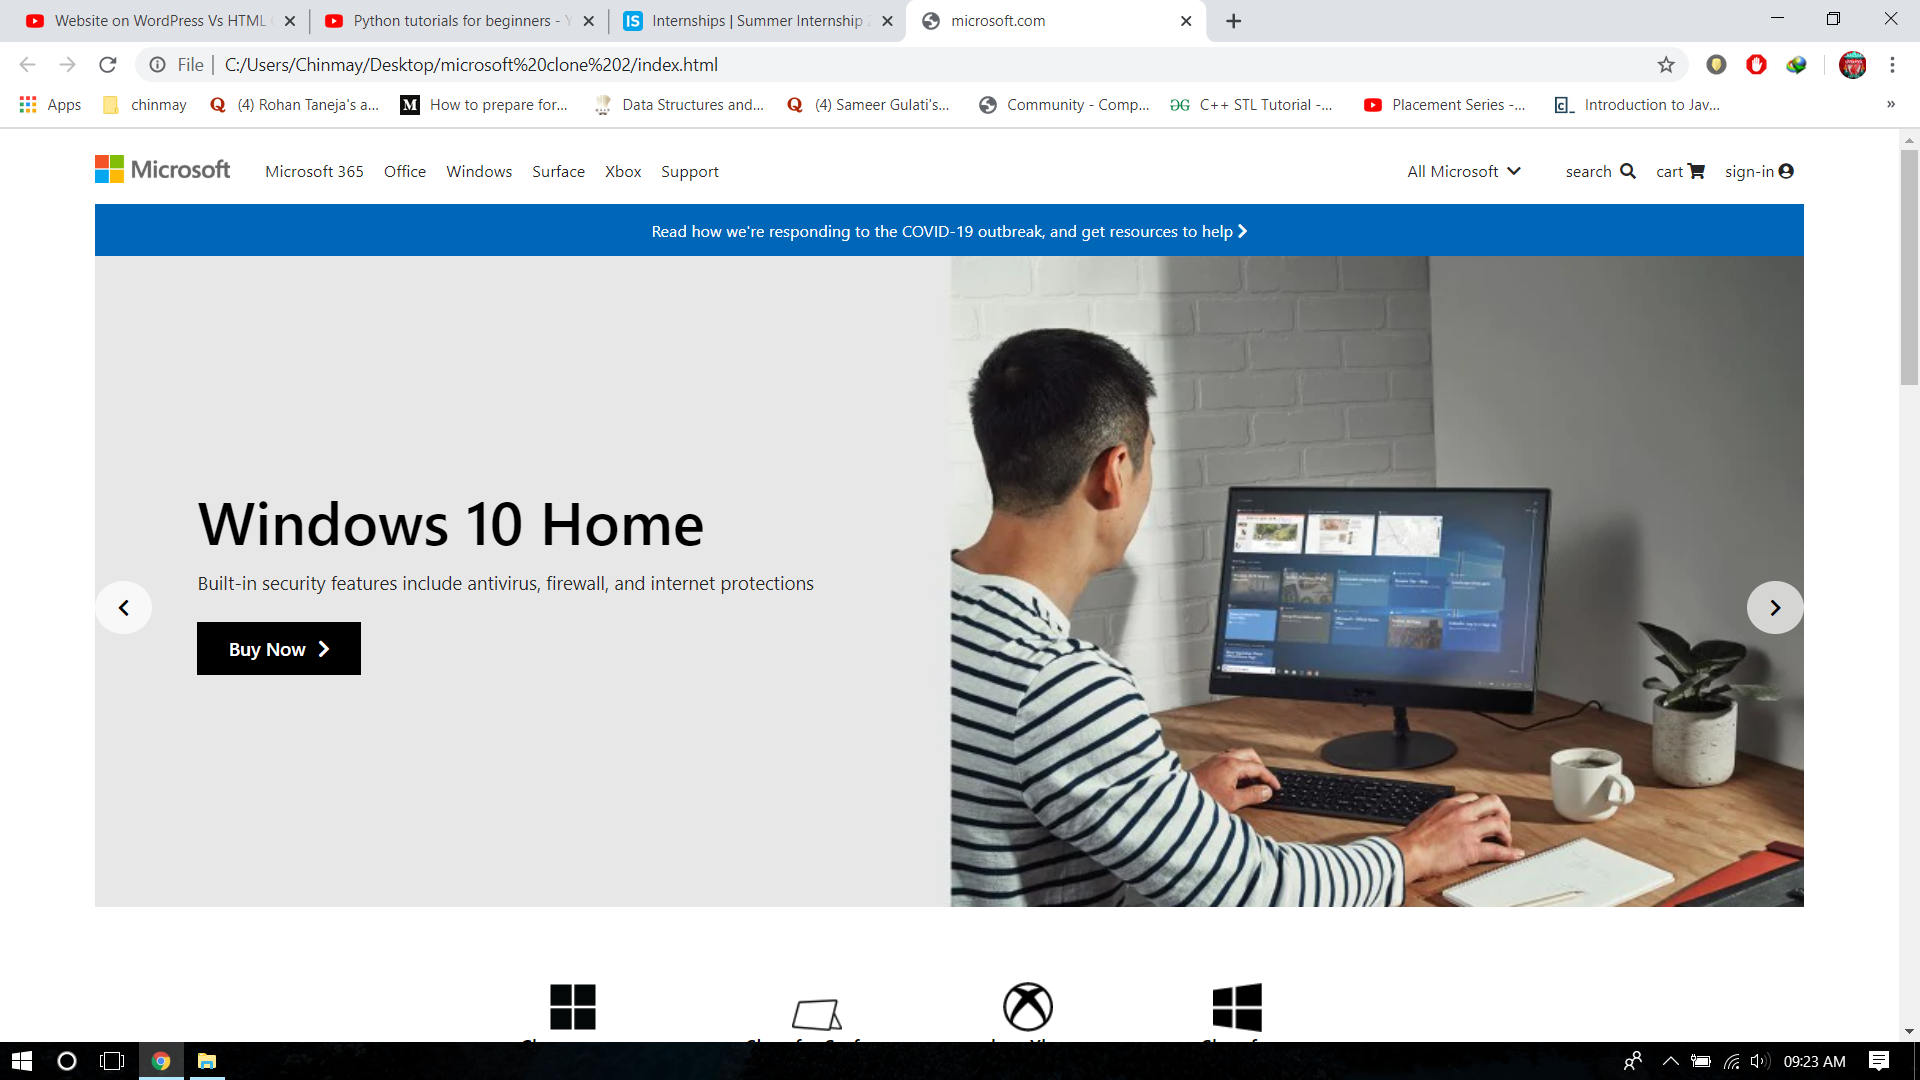 Website on WordPress Vs HTML
Python tutorials for beginners - Y
Internships | Summer Internship 2
microsoft.com
File | C:/Users/Chinmay/Desktop/microsoft%20clone%202/index.html
Apps
chinmay
(4) Rohan Taneja's a...
How to prepare for...
Data Structures and...
(4) Sameer Gulati's...
Community - Comp...
C++ STL Tutorial -...
Placement Series -...
Introduction to Jav...
»
Microsoft
Microsoft 365 Office Windows Surface Xbox Support
All Microsoft
search
cart
sign-in
Read how we're responding to the COVID-19 outbreak, and get resources to help
Windows 10 Home
Built-in security features include antivirus, firewall, and internet protections
Buy Now
09:23 AM